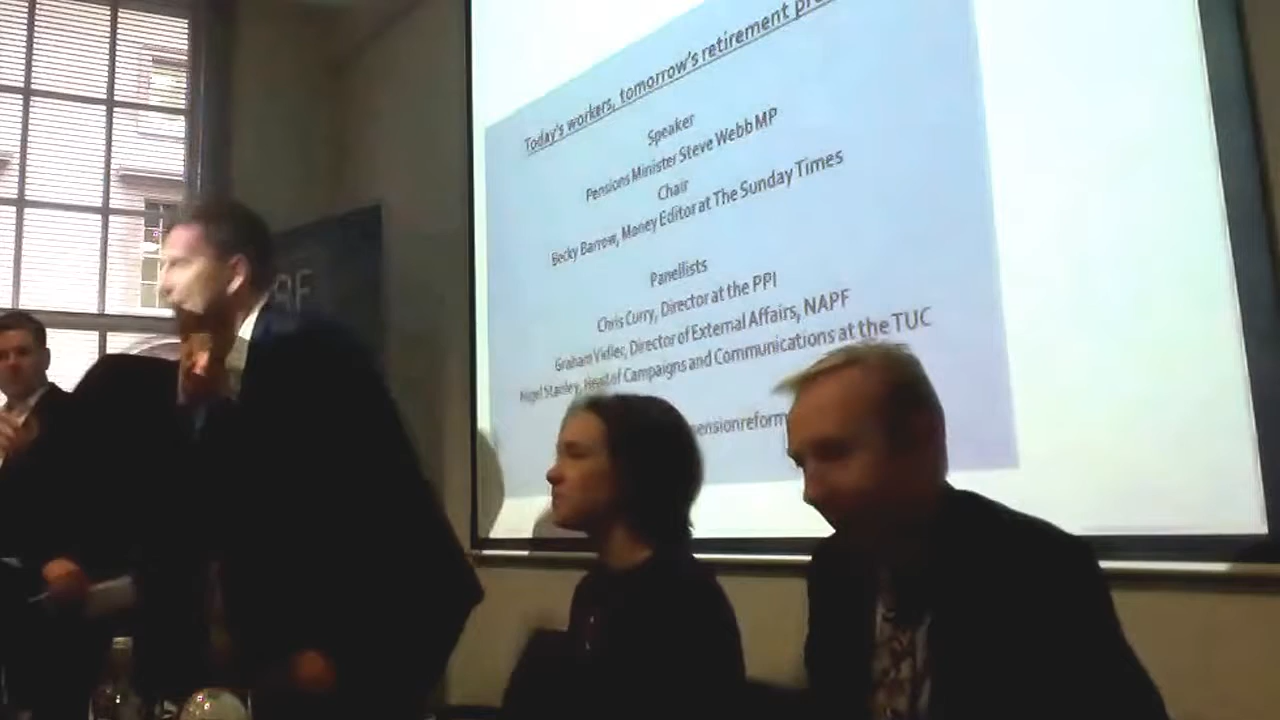 Today's workers, tomorrow's retirement
Speaker
Pensions Minister Steve Webb MP
Chair
Becky Barrow, Money Editor at The Sunday Times
Panellists
Chris Curry, Director at the PPI
Graham Vidler, Director of External Affairs, NAPF
Nigel Stanley, Head of Campaigns and Communications at the TUC
ensionreform